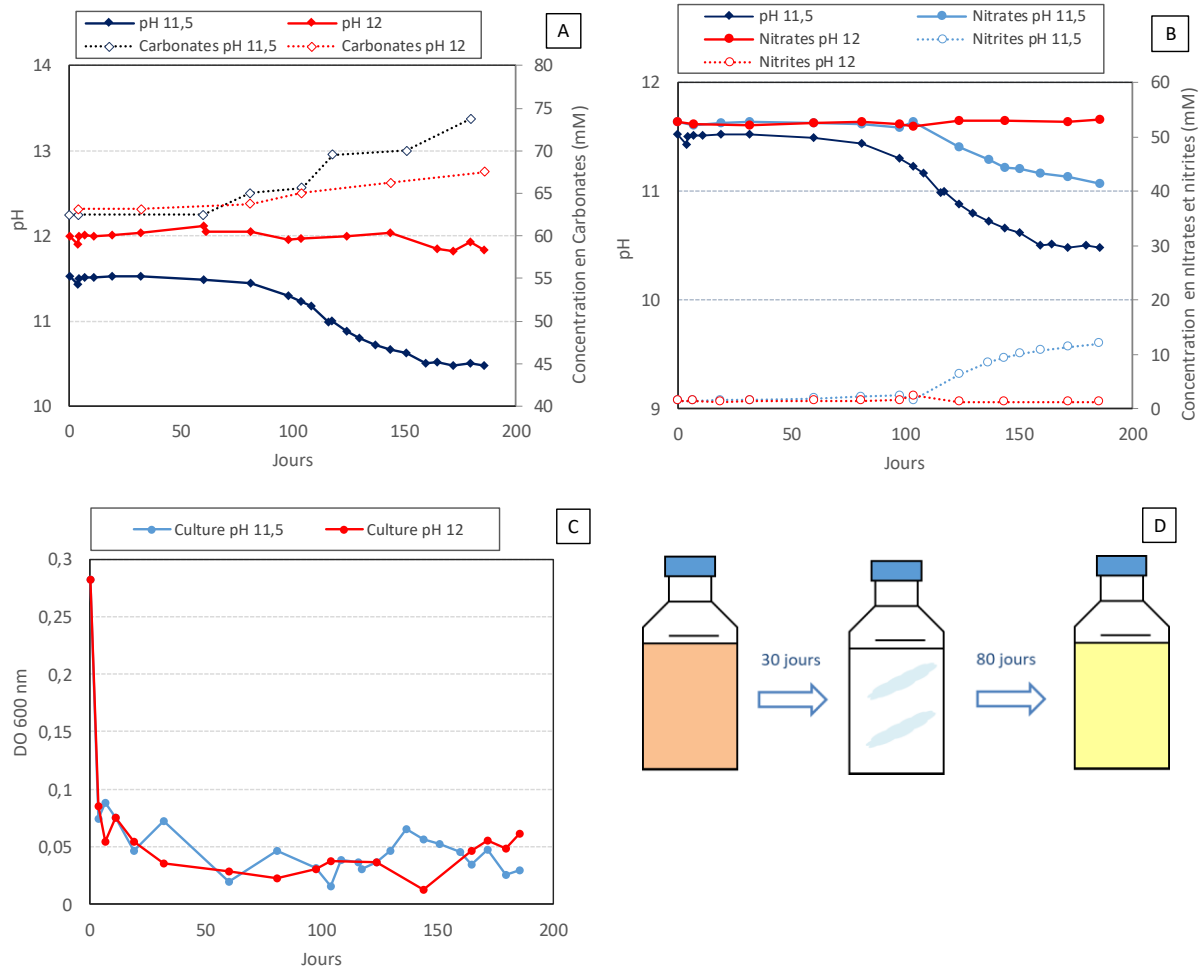 pH 11,5 pH 12
Carbonates pH 11,5 Carbonates pH 12
A
14
13
12
11
10
pH
80
75
70
65
60
55
50
45
40
Concentration en Carbonates (mM)
0 50 100 150 200
Jours
pH 11,5 Nitrates pH 11,5
Nitrates pH 12 Nitrites pH 11,5
Nitrites pH 12
B
12
11
10
9
pH
60
50
40
30
20
10
0
Concentration en nitrates et nitrites (mM)
0 50 100 150 200
Jours
Culture pH 11,5 Culture pH 12
C
0,3
0,25
0,2
0,15
0,1
0,05
0
DO 600 nm
0 50 100 150 200
Jours
D
30 jours
80 jours